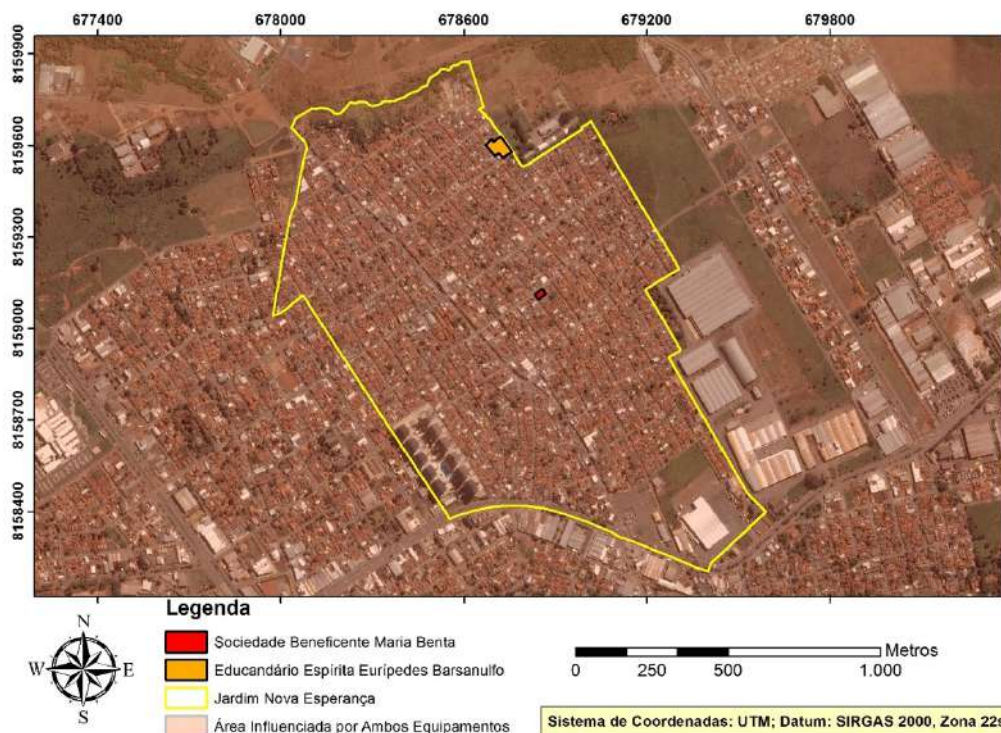 677400 678000 678600 679200 679800
8159900
8159600
8159300
8159000
8158700
8158400
Legenda
Sociedade Beneficente Maria Benta
Educandário Espírita Eurípedes Barsanulfo
Jardim Nova Esperança
Área Influenciada por Ambos Equipamentos
N
W E
S
0 250 500 1.000 Metros
Sistema de Coordenadas: UTM; Datum: SIRGAS 2000, Zona 22s